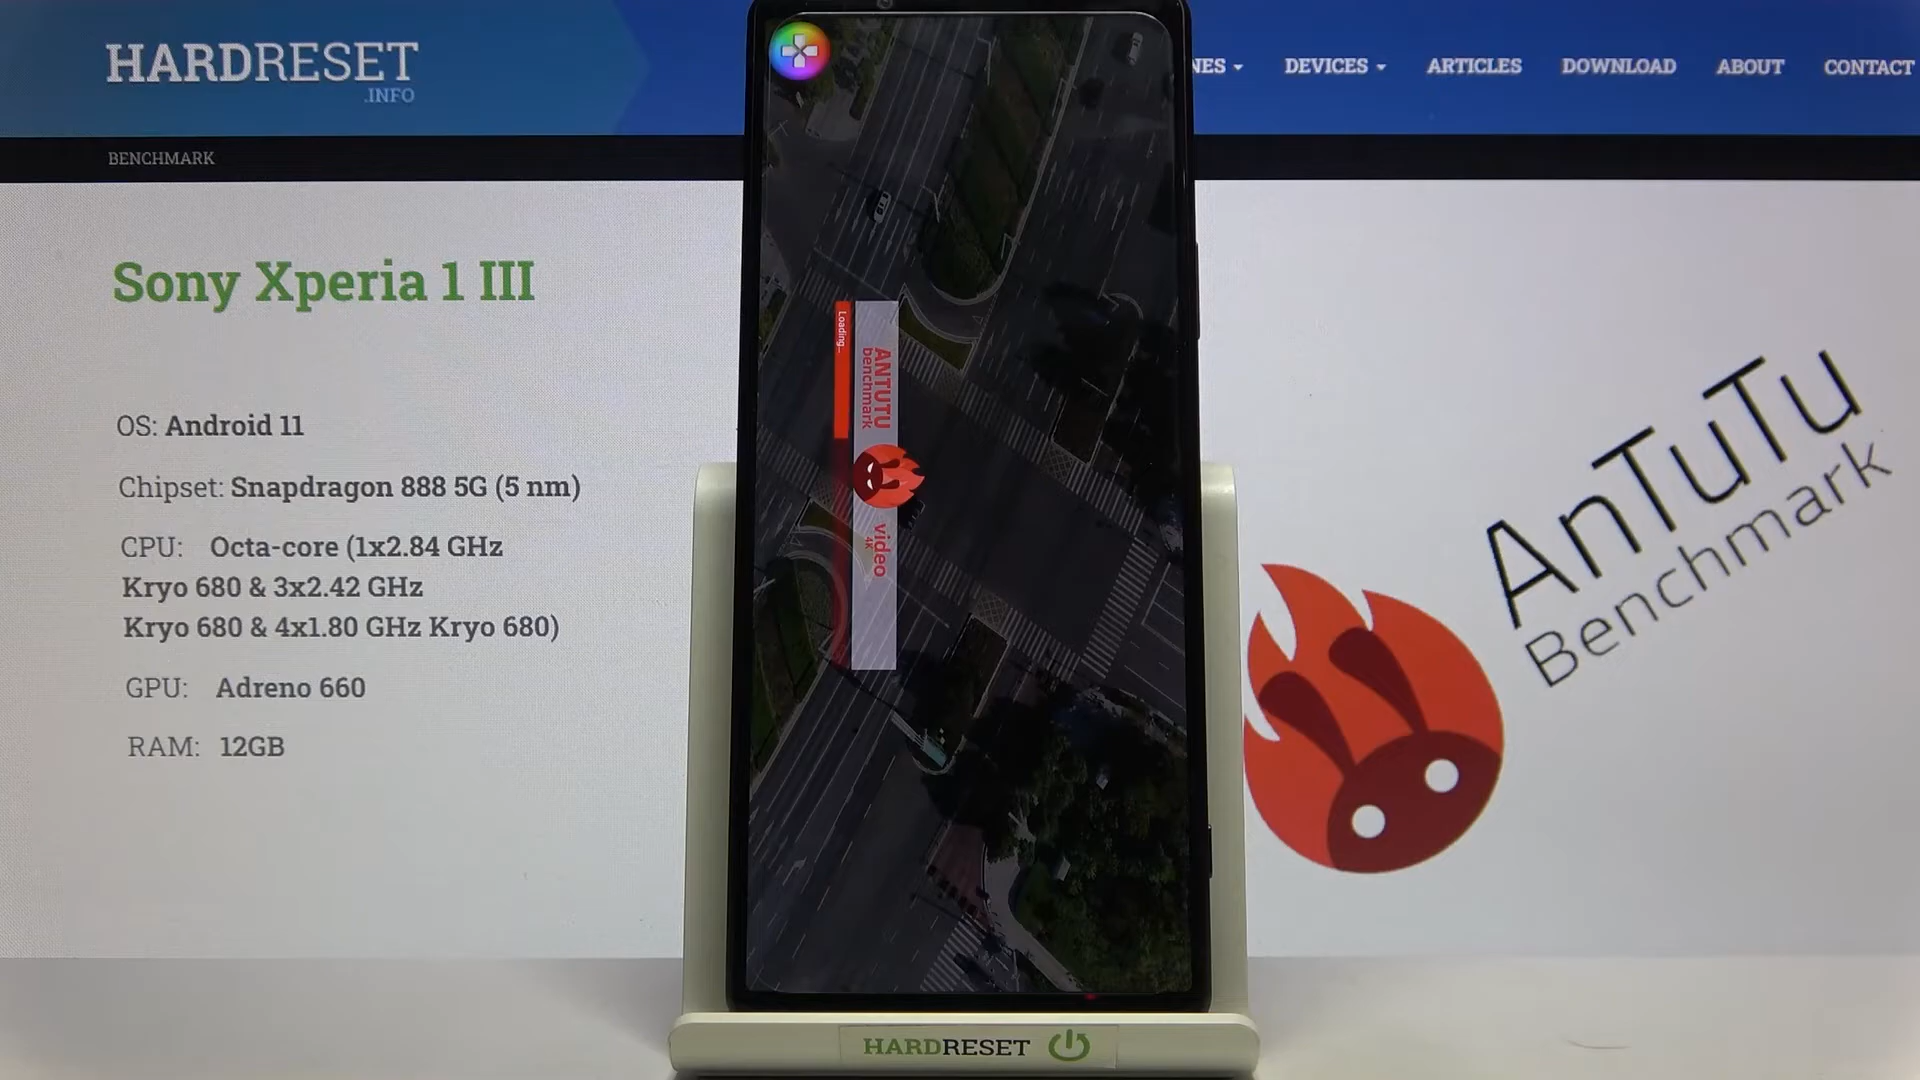 HARDRESET
.INFO
NES
DEVICES
ARTICLES
DOWNLOAD
ABOUT
CONTACT
BENCHMARK
Sony Xperia 1 III
OS: Android 11
Chipset: Snapdragon 888 5G (5 nm)
CPU: Octa-core (1x2.84 GHz
Kryo 680 & 3x2.42 GHz
Kryo 680 & 4x1.80 GHz Kryo 680)
GPU: Adreno 660
RAM: 12GB
ANTUTU
benchmark
video
4K
Loading...
AnTuTu
Benchmark
HARDRESET